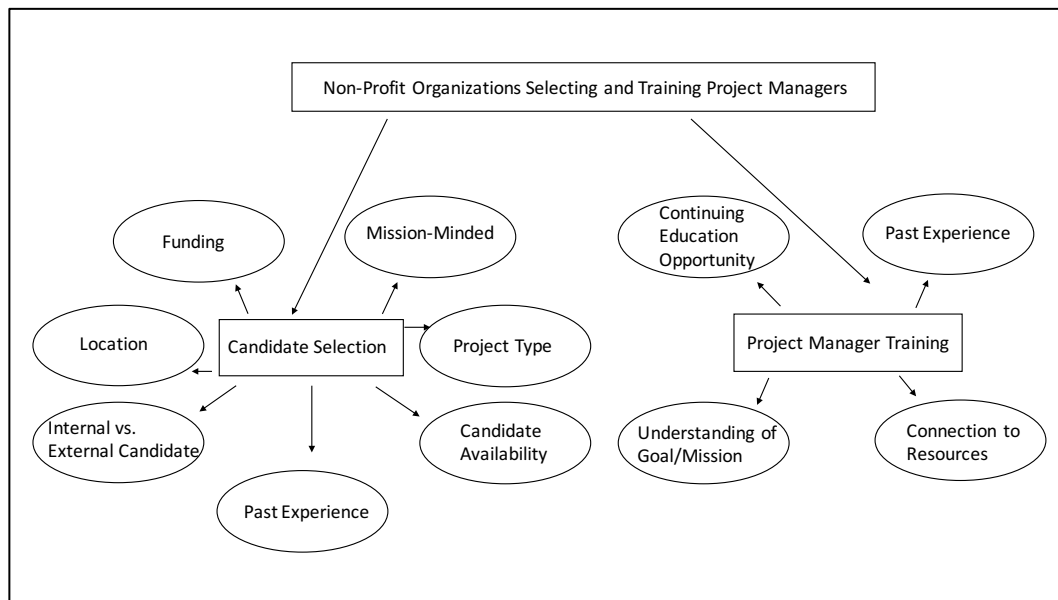 Non-Profit Organizations Selecting and Training Project Managers
Funding
Mission-Minded
Continuing
Education
Opportunity
Past Experience
Location
Candidate Selection
Project Type
Project Manager Training
Internal vs.
External Candidate
Candidate
Availability
Understanding of
Goal/Mission
Connection to
Resources
Past Experience